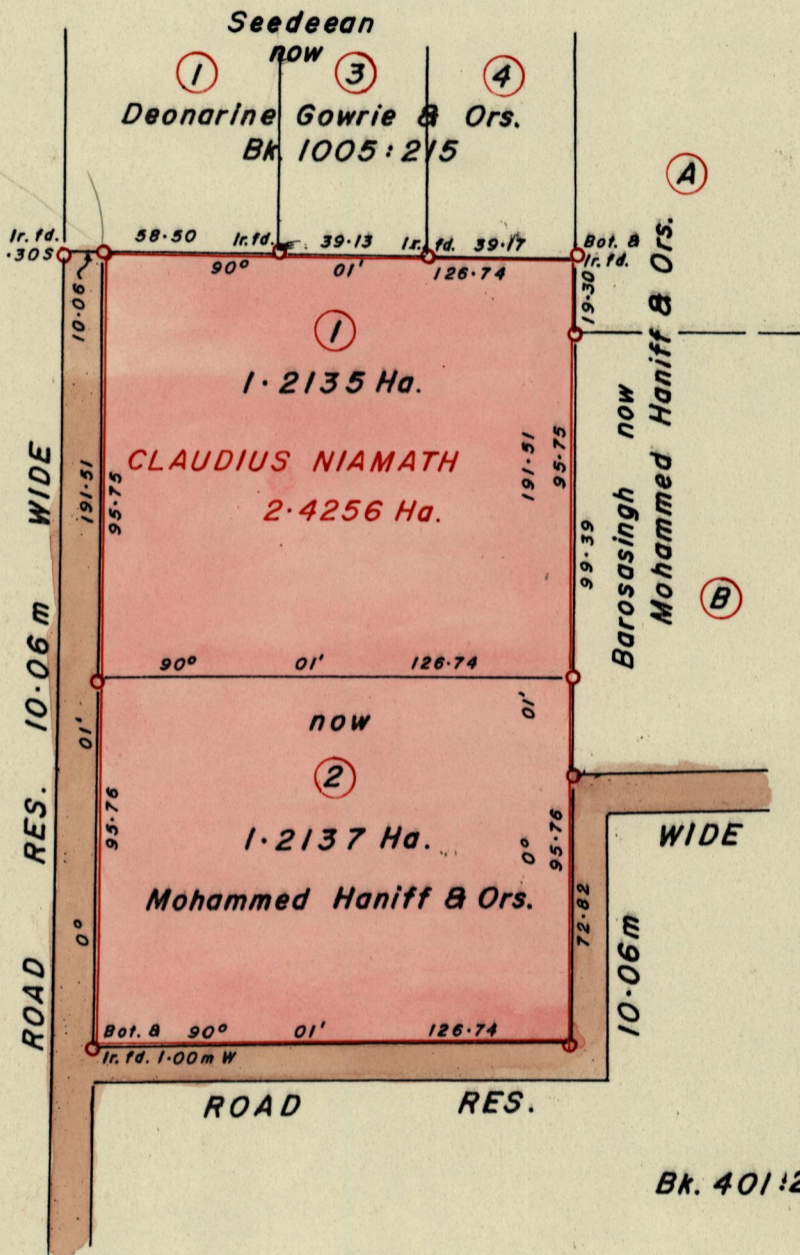 Seedeean
now
1 3 4
Deonarine Gowrie & Ors.
Bk 1005:215
A
Ir. fd.
.30S
58.50 Ir. fd. 39.13 Ir. fd. 39.17
Bot. & Ir. fd.
90° 01' 126.74
10.06
19.30
1
1.2135 Ha.
CLAUDIUS NIAMATH
2.4256 Ha.
191.51
95.75
191.51
95.75
99.39
Barosasingh now
Mohammed Haniff & Ors.
B
90° 01' 126.74
now
2
1.2137 Ha.
Mohammed Haniff & Ors.
0° 01'
95.76
0° 01'
95.76
72.82
Bot. & 90° 01' 126.74
Ir. fd. 1.00m W
ROAD RES. 10.06 m WIDE
ROAD RES.
10.06m
WIDE
Bk. 401:2